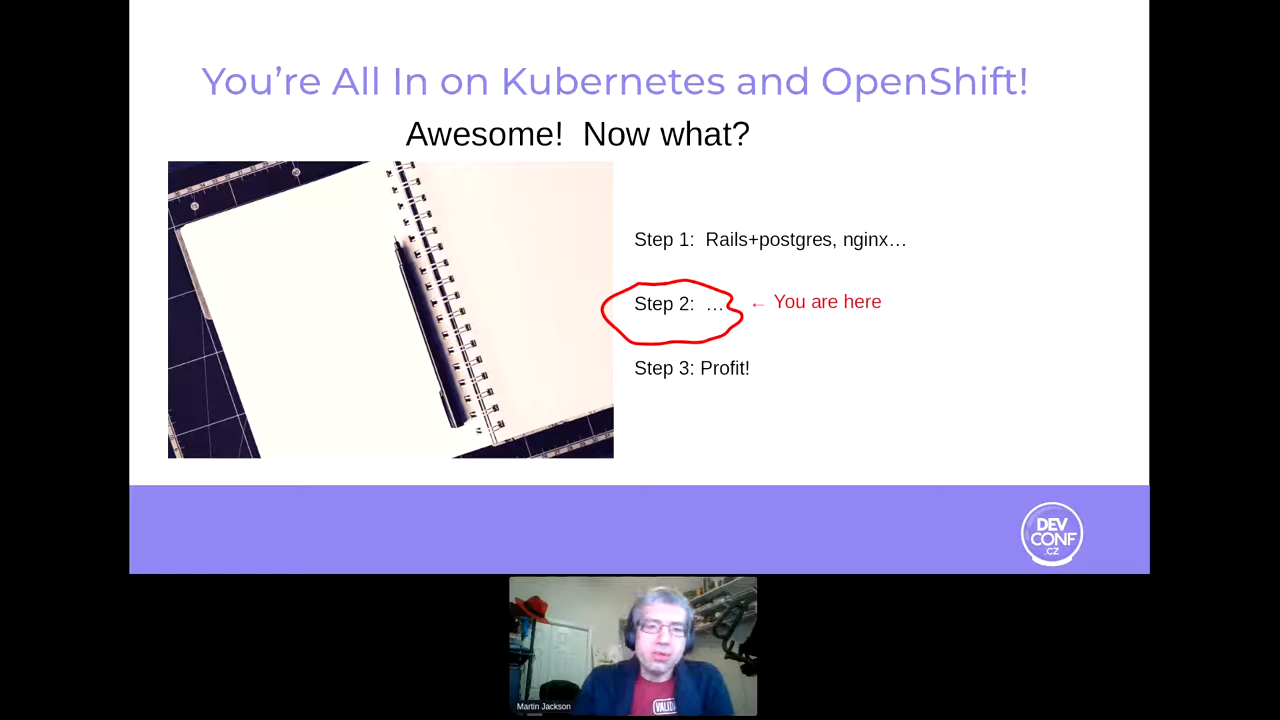 You’re All In on Kubernetes and OpenShift!
Awesome!  Now what?
Step 1:  Rails+postgres, nginx…
Step 2:  …
← You are here
Step 3: Profit!
DEV
CONF
.CZ
Martin Jackson